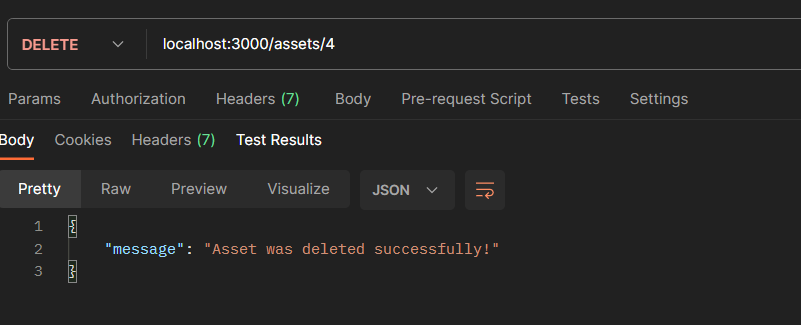 DELETE localhost:3000/assets/4
Params Authorization Headers (7) Body Pre-request Script Tests Settings
Body Cookies Headers (7) Test Results
Pretty Raw Preview Visualize JSON
1 {
2 "message": "Asset was deleted successfully!"
3 }